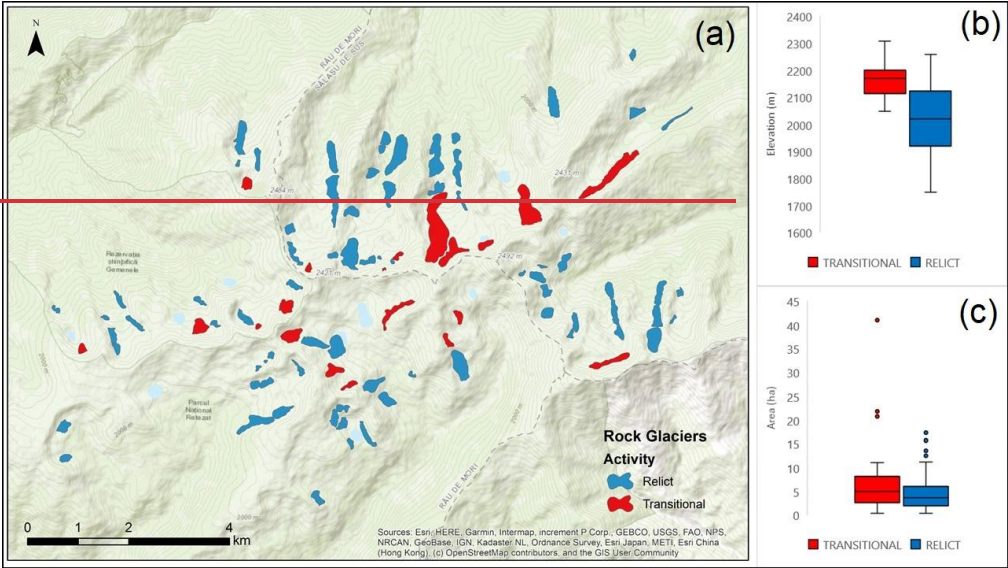 (a)
N
RÂU DE MORI
SĂLAȘU DE SUS
2484 m
2431 m
2492 m
2421 m
Rezervația
științifică
Gemenele
Parcul
Național
Retezat
2000 m
2000 m
2000 m
2000 m
RÂU DE MORI
Rock Glaciers
Activity
Relict
Transitional
0 1 2 4
km
Sources: Esri, HERE, Garmin, Intermap, increment P Corp., GEBCO, USGS, FAO, NPS,
NRCAN, GeoBase, IGN, Kadaster NL, Ordnance Survey, Esri Japan, METI, Esri China
(Hong Kong), (c) OpenStreetMap contributors, and the GIS User Community
(b)
Elevation (m)
2400
2300
2200
2100
2000
1900
1800
1700
1600
TRANSITIONAL RELICT
(c)
Area (ha)
45
40
35
30
25
20
15
10
5
0
TRANSITIONAL RELICT